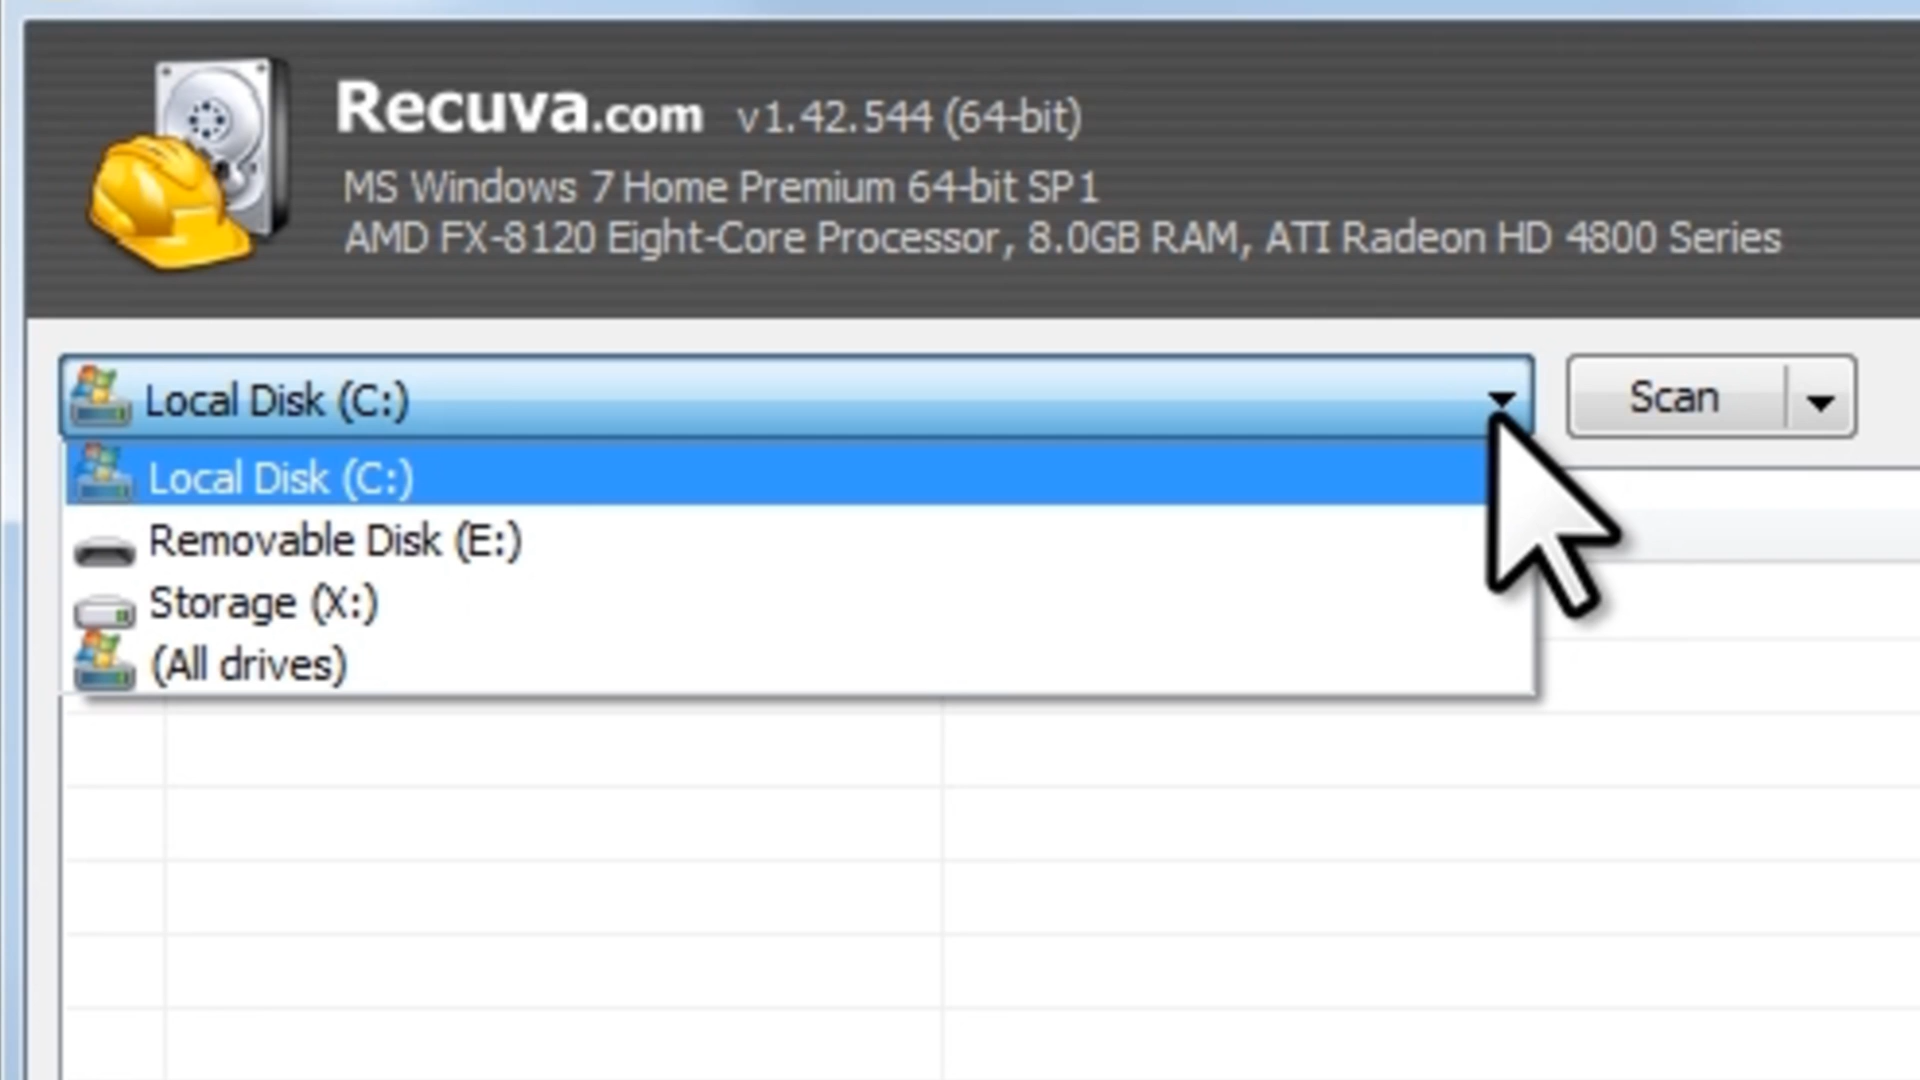 Recuva.com v1.42.544 (64-bit)
MS Windows 7 Home Premium 64-bit SP1
AMD FX-8120 Eight-Core Processor, 8.0GB RAM, ATI Radeon HD 4800 Series
Local Disk (C:) Scan
Local Disk (C:)
Removable Disk (E:)
Storage (X:)
(All drives)